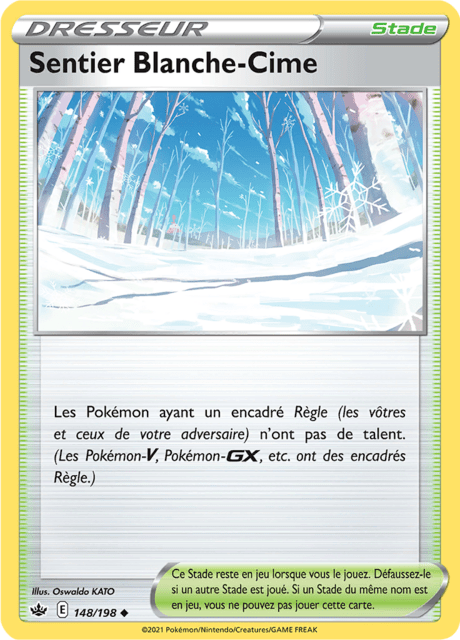 DRESSEUR
Stade
Sentier Blanche-Cime
Les Pokémon ayant un encadré Règle (les vôtres
et ceux de votre adversaire) n’ont pas de talent.
(Les Pokémon-V, Pokémon-GX, etc. ont des encadrés
Règle.)
Ce Stade reste en jeu lorsque vous le jouez. Défaussez-le
si un autre Stade est joué. Si un Stade du même nom est
en jeu, vous ne pouvez pas jouer cette carte.
Illus. Oswaldo KATO
E 148/198
©2021 Pokémon/Nintendo/Creatures/GAME FREAK